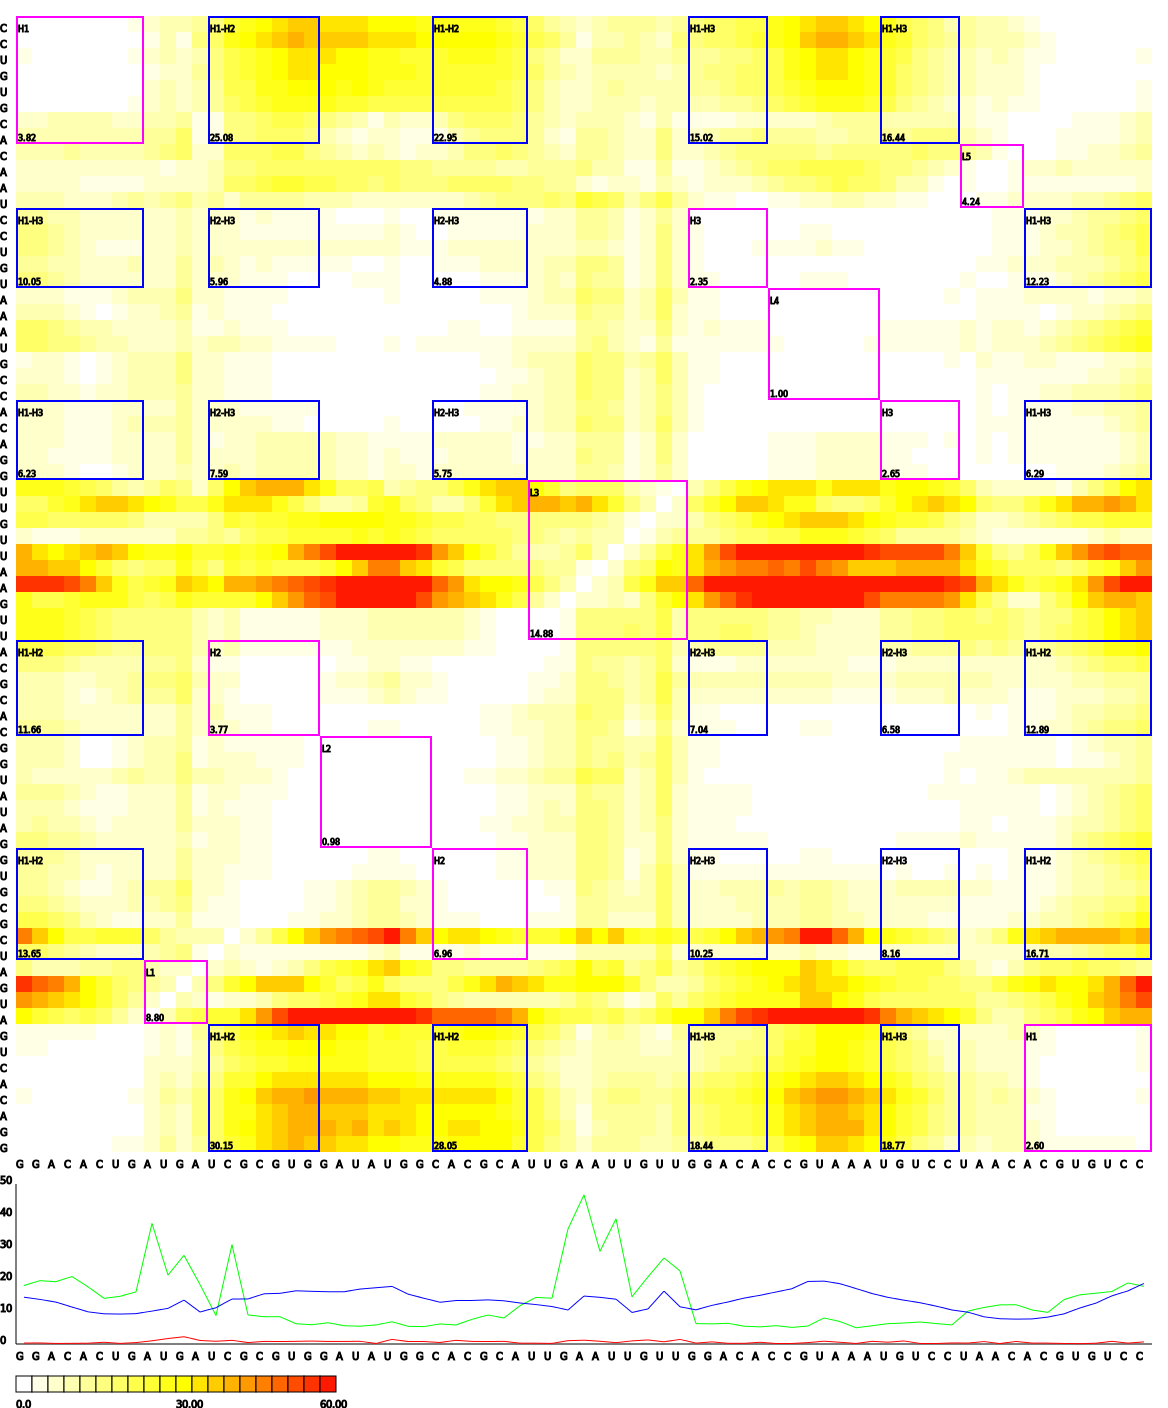 C H1 H1-H2 H1-H2 H1-H3 H1-H3
C
U
G
U
G
C
A 3.82 25.08 22.95 15.02 16.44
C L5
A
A
U 4.24
C H1-H3 H2-H3 H2-H3 H3 H1-H3
C
U
G
U 10.05 5.96 4.88 2.35 12.23
A L4
A
A
U
G
C
C 1.00
A H1-H3 H2-H3 H2-H3 H3 H1-H3
C
A
G
G 6.23 7.59 5.75 2.65 6.29
U L3
U
G
U
U
A
A
G
U
U 14.88
A H1-H2 H2 H2-H3 H2-H3 H1-H2
C
G
C
A
C 11.66 3.77 7.04 6.58 12.89
G L2
G
U
A
U
A
G 0.98
G H1-H2 H2 H2-H3 H2-H3 H1-H2
U
G
C
G
C
U 13.65 6.96 10.25 8.16 16.71
A L1
G
U
A 8.80
G H1-H2 H1-H2 H1-H3 H1-H3 H1
U
C
A
C
A
G
G 30.15 28.05 18.44 18.77 2.60
G G A C A C U G A U G A U C G C G U G G A U A U G G C A C G C A U U G A A U U G U U G G A C A C C G U A A A U G U C C U A A C A C G U G U C C
50
40
30
20
10
0
G G A C A C U G A U G A U C G C G U G G A U A U G G C A C G C A U U G A A U U G U U G G A C A C C G U A A A U G U C C U A A C A C G U G U C C
0.0 30.00 60.00